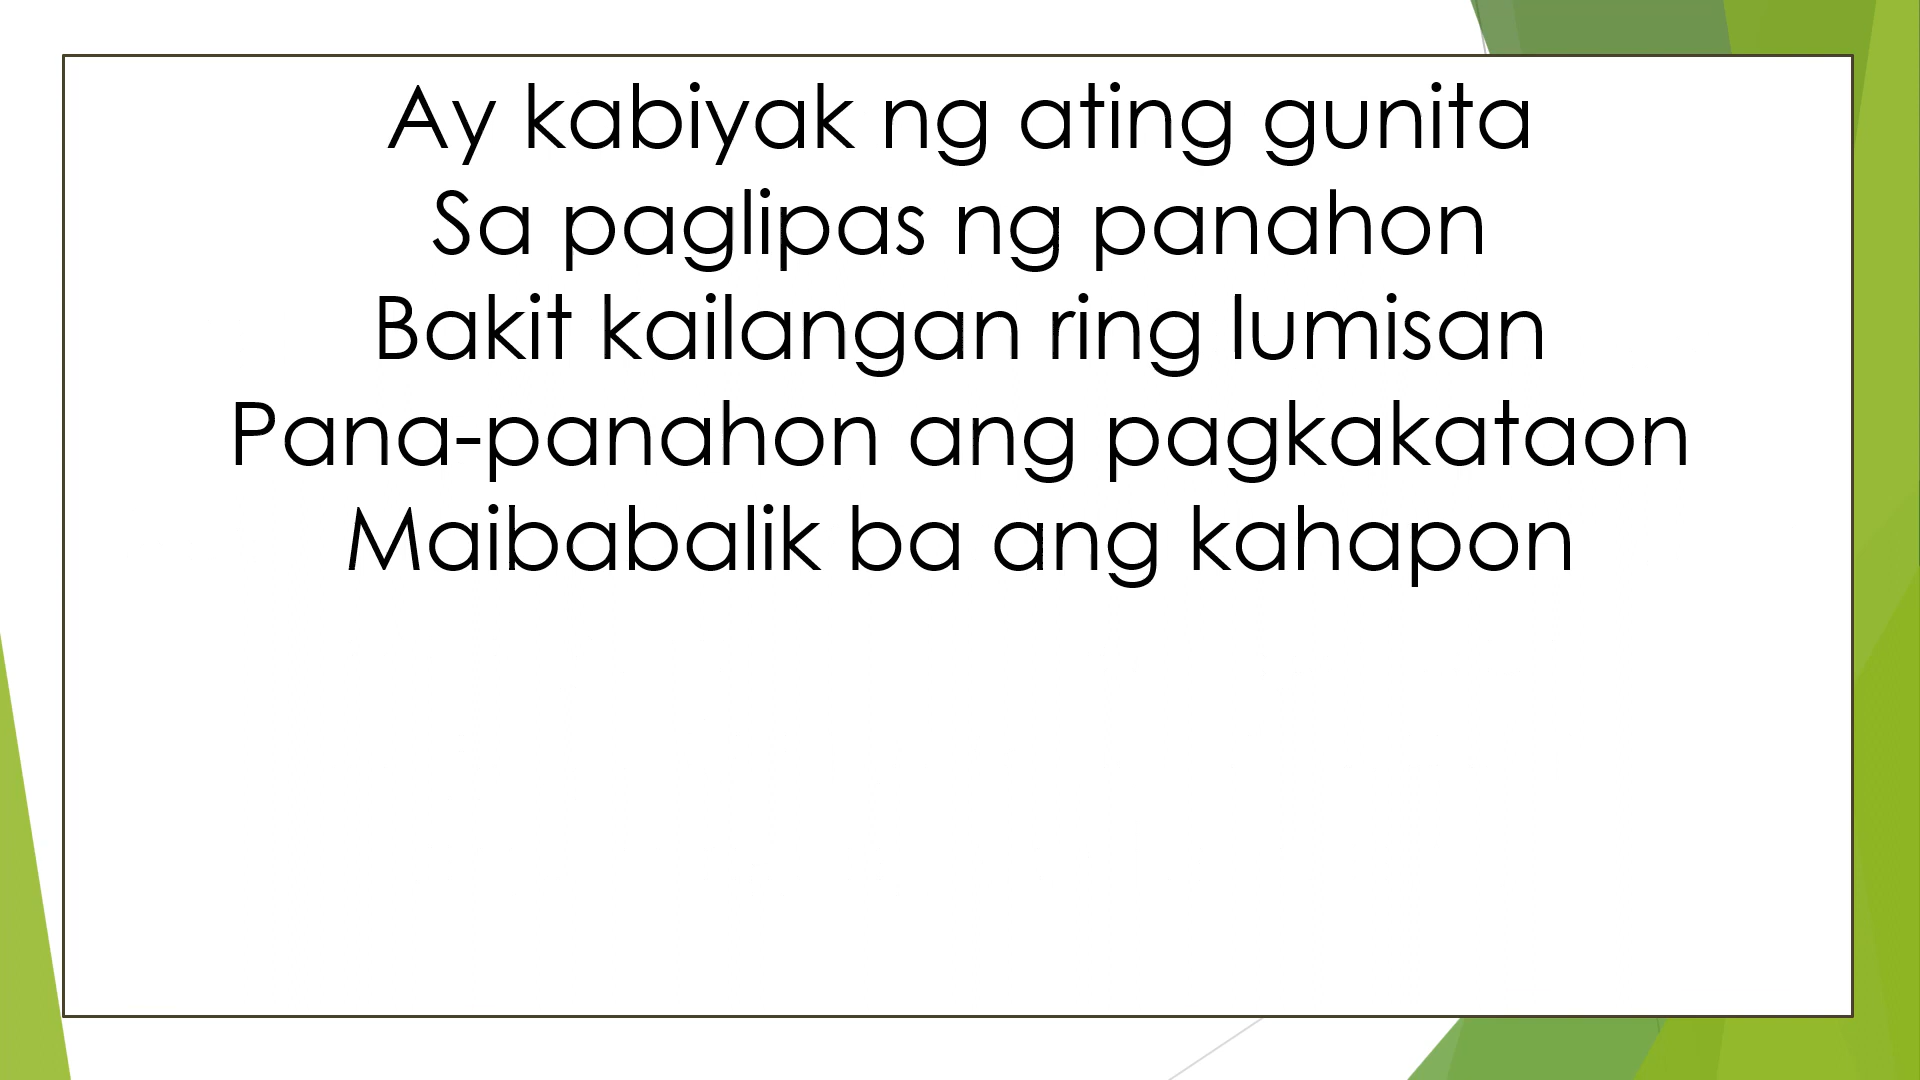 Ay kabiyak ng ating gunita
Sa paglipas ng panahon
Bakit kailangan ring lumisan
Pana-panahon ang pagkakataon
Maibabalik ba ang kahapon